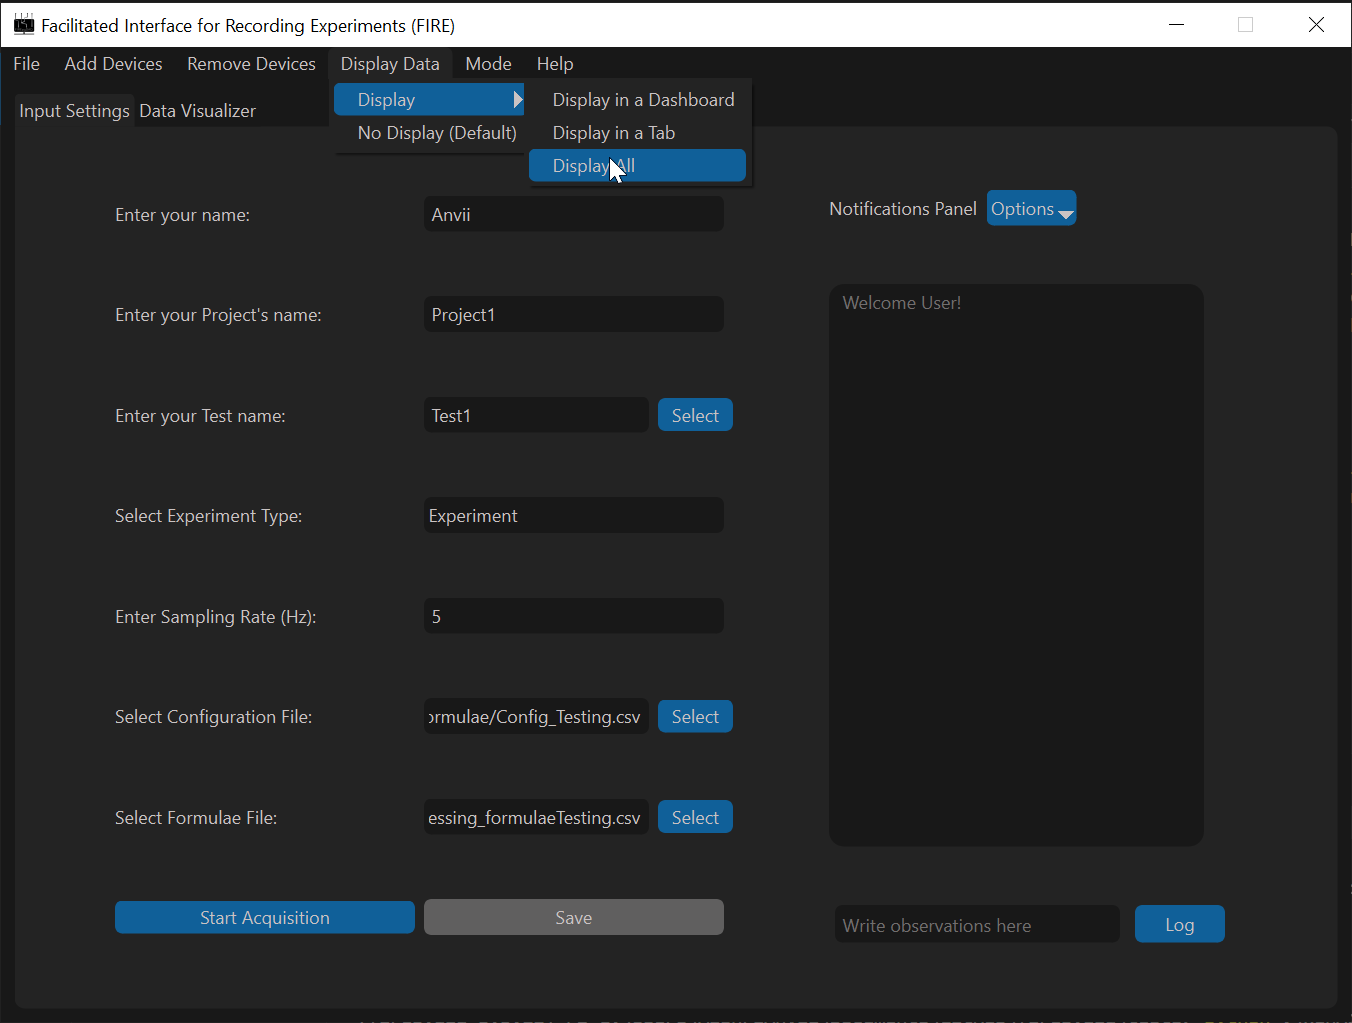 Facilitated Interface for Recording Experiments (FIRE)
File Add Devices Remove Devices Display Data Mode Help
Input Settings Data Visualizer
Display
No Display (Default)
Display in a Dashboard
Display in a Tab
Display All
Enter your name: Anvii
Enter your Project's name: Project1
Enter your Test name: Test1 Select
Select Experiment Type: Experiment
Enter Sampling Rate (Hz): 5
Select Configuration File: ormulae/Config_Testing.csv Select
Select Formulae File: essing_formulaeTesting.csv Select
Start Acquisition Save
Notifications Panel Options
Welcome User!
Write observations here Log